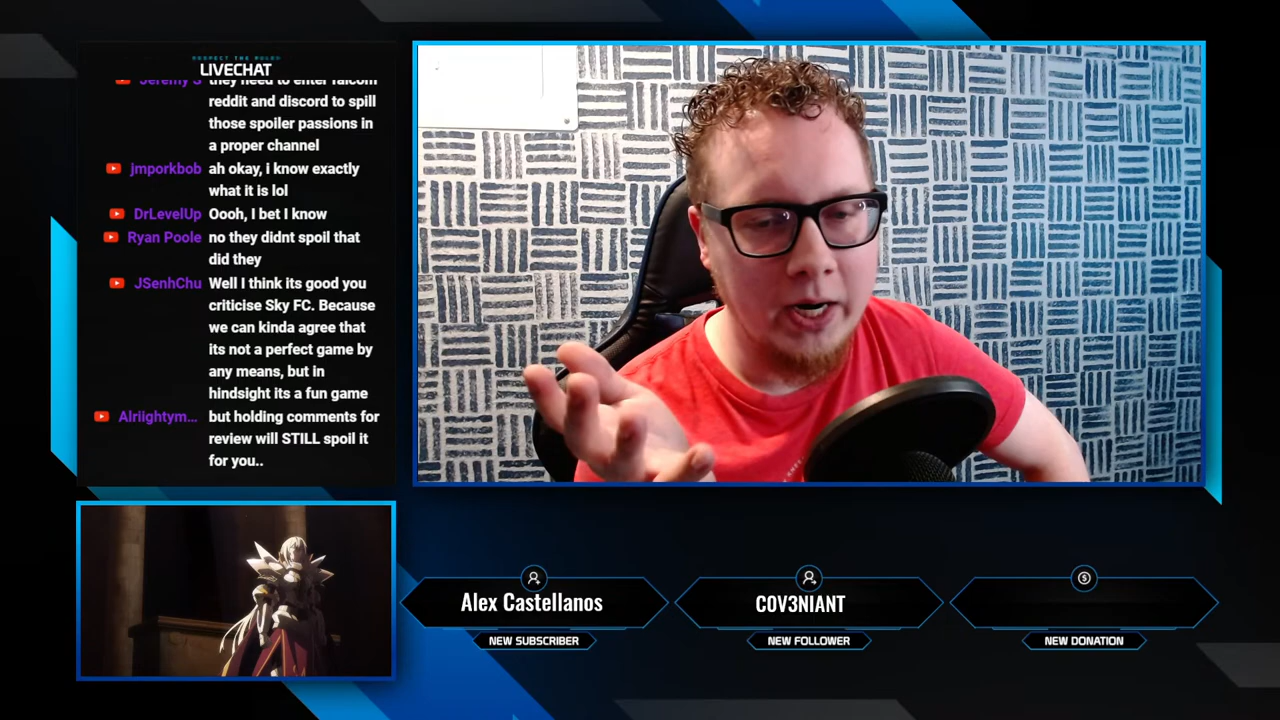 RESPECT THE RULES
LIVECHAT
Jeremy S they need to enter falcom
reddit and discord to spill
those spoiler passions in
a proper channel
jmporkbob ah okay, i know exactly
what it is lol
DrLevelUp Oooh, I bet I know
Ryan Poole no they didnt spoil that
did they
JSenhChu Well I think its good you
criticise Sky FC. Because
we can kinda agree that
its not a perfect game by
any means, but in
hindsight its a fun game
Alriightym... but holding comments for
review will STILL spoil it
for you..
Alex Castellanos
NEW SUBSCRIBER
COV3NIANT
NEW FOLLOWER
NEW DONATION